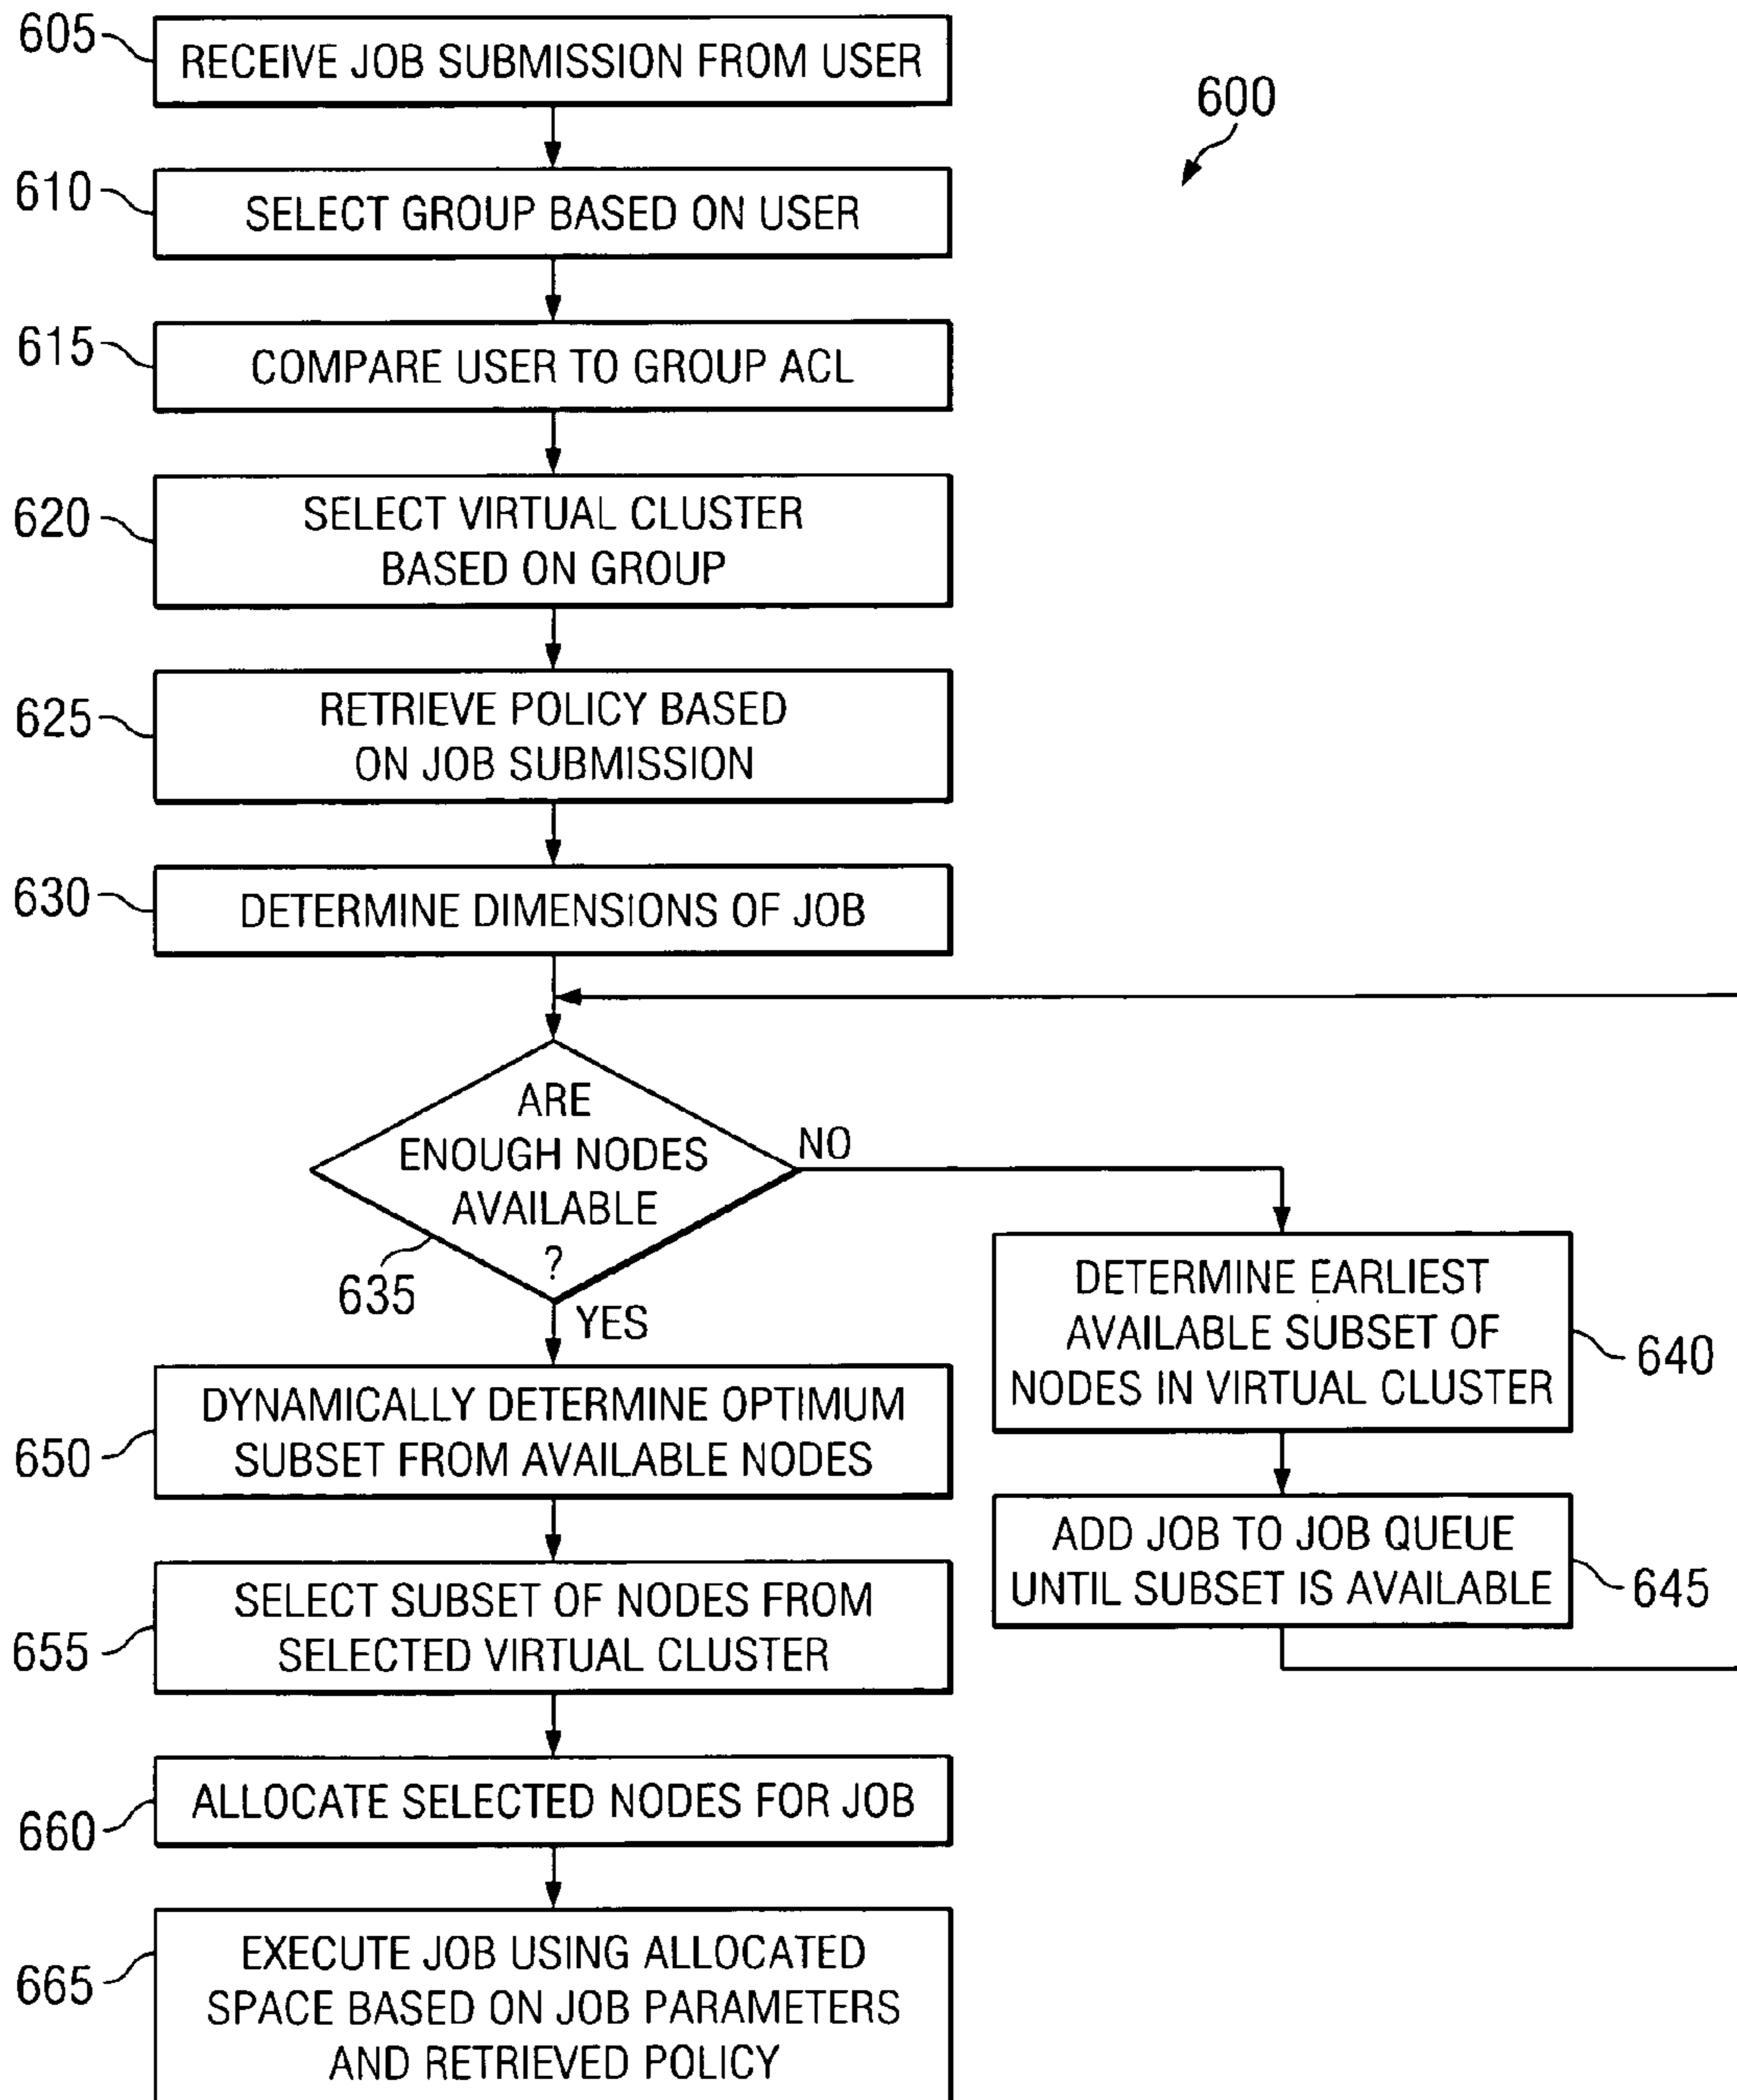 605
RECEIVE JOB SUBMISSION FROM USER
600
610
SELECT GROUP BASED ON USER
615
COMPARE USER TO GROUP ACL
620
SELECT VIRTUAL CLUSTER
BASED ON GROUP
625
RETRIEVE POLICY BASED
ON JOB SUBMISSION
630
DETERMINE DIMENSIONS OF JOB
ARE
ENOUGH NODES
AVAILABLE
?
635
NO
YES
DETERMINE EARLIEST
AVAILABLE SUBSET OF
NODES IN VIRTUAL CLUSTER
640
ADD JOB TO JOB QUEUE
UNTIL SUBSET IS AVAILABLE
645
650
DYNAMICALLY DETERMINE OPTIMUM
SUBSET FROM AVAILABLE NODES
655
SELECT SUBSET OF NODES FROM
SELECTED VIRTUAL CLUSTER
660
ALLOCATE SELECTED NODES FOR JOB
665
EXECUTE JOB USING ALLOCATED
SPACE BASED ON JOB PARAMETERS
AND RETRIEVED POLICY